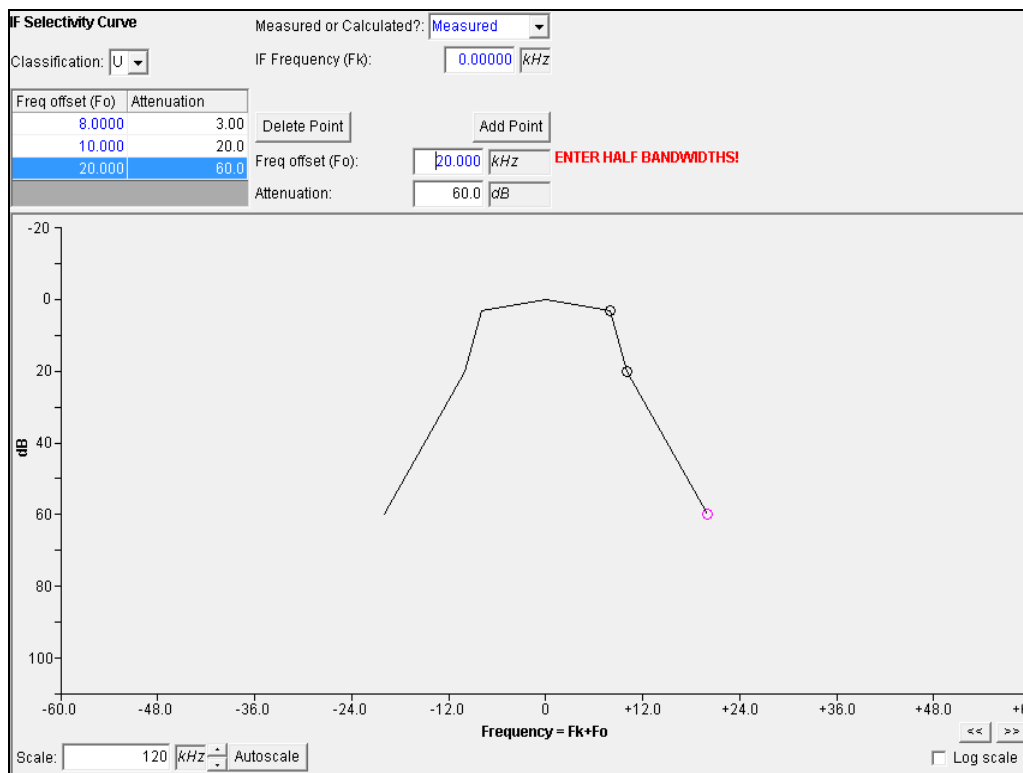 IF Selectivity Curve
Measured or Calculated?: Measured
Classification: U
IF Frequency (Fk): 0.00000 kHz
Freq offset (Fo) Attenuation
8.0000 3.00
10.000 20.0
20.000 60.0
Delete Point Add Point
Freq offset (Fo): 20.000 kHz ENTER HALF BANDWIDTHS!
Attenuation: 60.0 dB
-20
0
20
40
60
80
100
dB
-60.0 -48.0 -36.0 -24.0 -12.0 0 +12.0 +24.0 +36.0 +48.0
Frequency = Fk+Fo
<< >>
Scale: 120 kHz Autoscale
Log scale